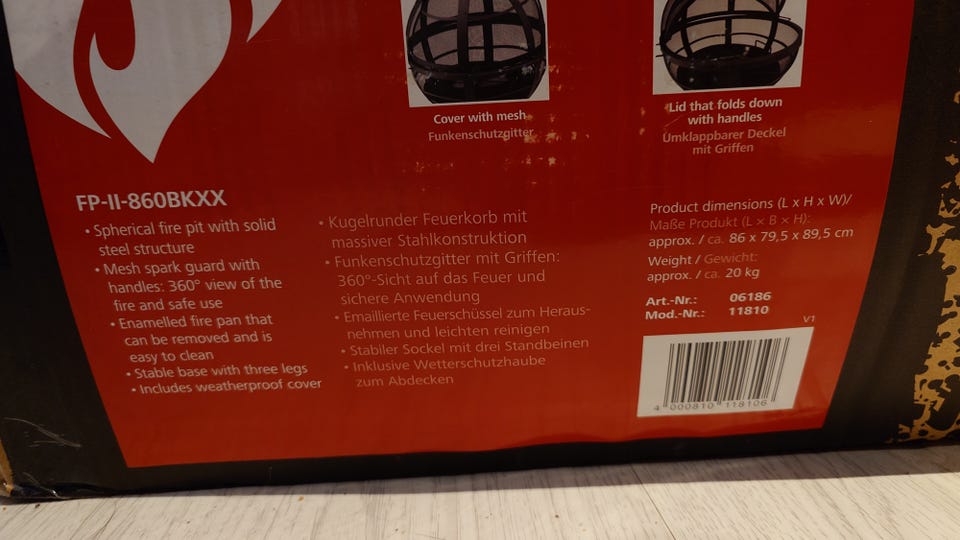 Cover with mesh
Funkenschutzgitter
Lid that folds down
with handles
Umklappbarer Deckel
mit Griffen
FP-II-860BKXX
• Spherical fire pit with solid
steel structure
• Mesh spark guard with
handles: 360° view of the
fire and safe use
• Enamelled fire pan that
can be removed and is
easy to clean
• Stable base with three legs
• Includes weatherproof cover
• Kugelrunder Feuerkorb mit
massiver Stahlkonstruktion
• Funkenschutzgitter mit Griffen:
360°-Sicht auf das Feuer und
sichere Anwendung
• Emaillierte Feuerschüssel zum Heraus-
nehmen und leichten reinigen
• Stabiler Sockel mit drei Standbeinen
• Inklusive Wetterschutzhaube
zum Abdecken
Product dimensions (L x H x W)/
Maße Produkt (L × B × H):
approx. / ca. 86 x 79,5 x 89,5 cm
Weight / Gewicht:
approx. / ca. 20 kg
Art.-Nr.: 06186
Mod.-Nr.: 11810
V1
4 000810 118106